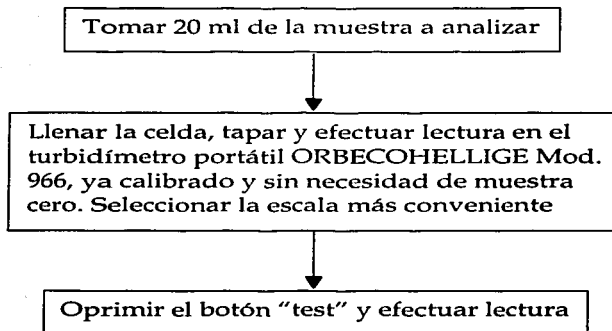 Tomar 20 ml de la muestra a analizar
Llenar la celda, tapar y efectuar lectura en el
turbidímetro portátil ORBECOHELLIGE Mod.
966, ya calibrado y sin necesidad de muestra
cero. Seleccionar la escala más conveniente
Oprimir el botón "test" y efectuar lectura